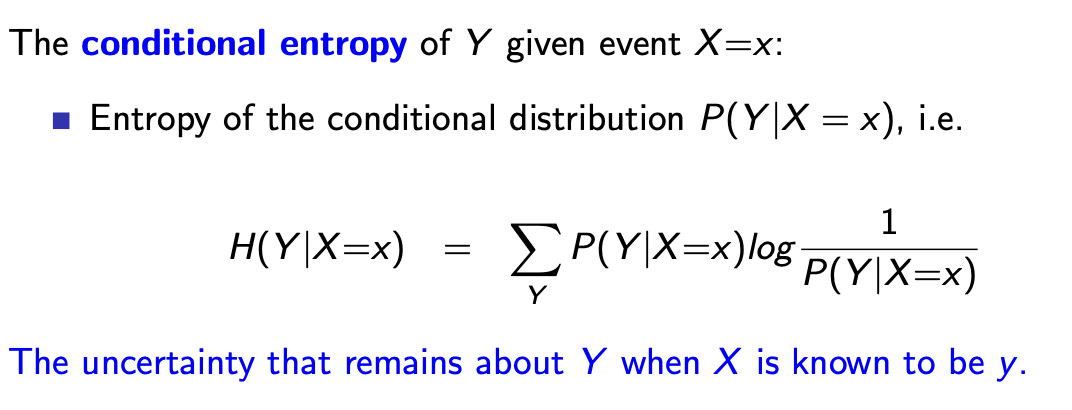 The conditional entropy of Y given event X=x:
■ Entropy of the conditional distribution P(Y|X = x), i.e.
H(Y|X=x) = ∑_Y P(Y|X=x)log 1/P(Y|X=x)
The uncertainty that remains about Y when X is known to be y.